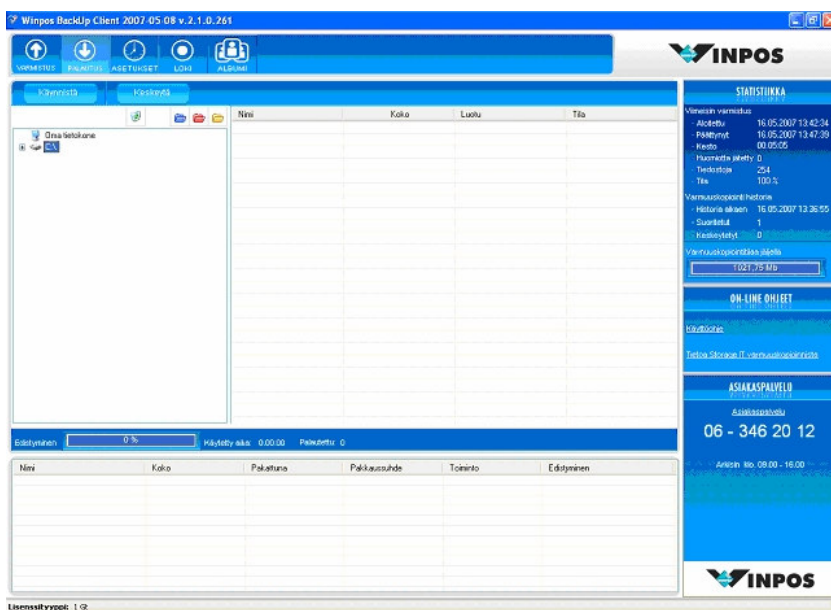 Winpos BackUp Client 2007-05-08 v.2.1.0.261
VARMISTUS PALAUTUS ASETUKSET LOKI ALBUMI
WINPOS
Käynnistä Keskeytä
Nimi Koko Luotu Tila
Oma tietokone
C:\
STATISTIIKKA
Viimeisin varmistus
- Aloitettu 16.05.2007 13:42:34
- Päättynyt 16.05.2007 13:47:39
- Kesto 00:05:05
- Huomiotta jätetty 0
- Tiedostoja 254
- Tila 100 %
Varmuuskopiointi historia
- Historia alkaen 16.05.2007 13:36:55
- Suoritetut 1
- Keskeytetyt 0
Varmuuskopiointitilaa jäljellä
1021,75 Mb
ON-LINE OHJEET
Käyttöohje
Tietoa Storage IT varmuuskopioinnista
ASIAKASPALVELU
Asiakaspalvelu
06 - 346 20 12
Arkisin klo. 09.00 - 16.00
Edistyminen 0 % Käytetty aika: 0:00:00 Palautettu: 0
Nimi Koko Pakattuna Pakkaussuhde Toiminto Edistyminen
WINPOS
Lisenssityyppi: 1 Gt